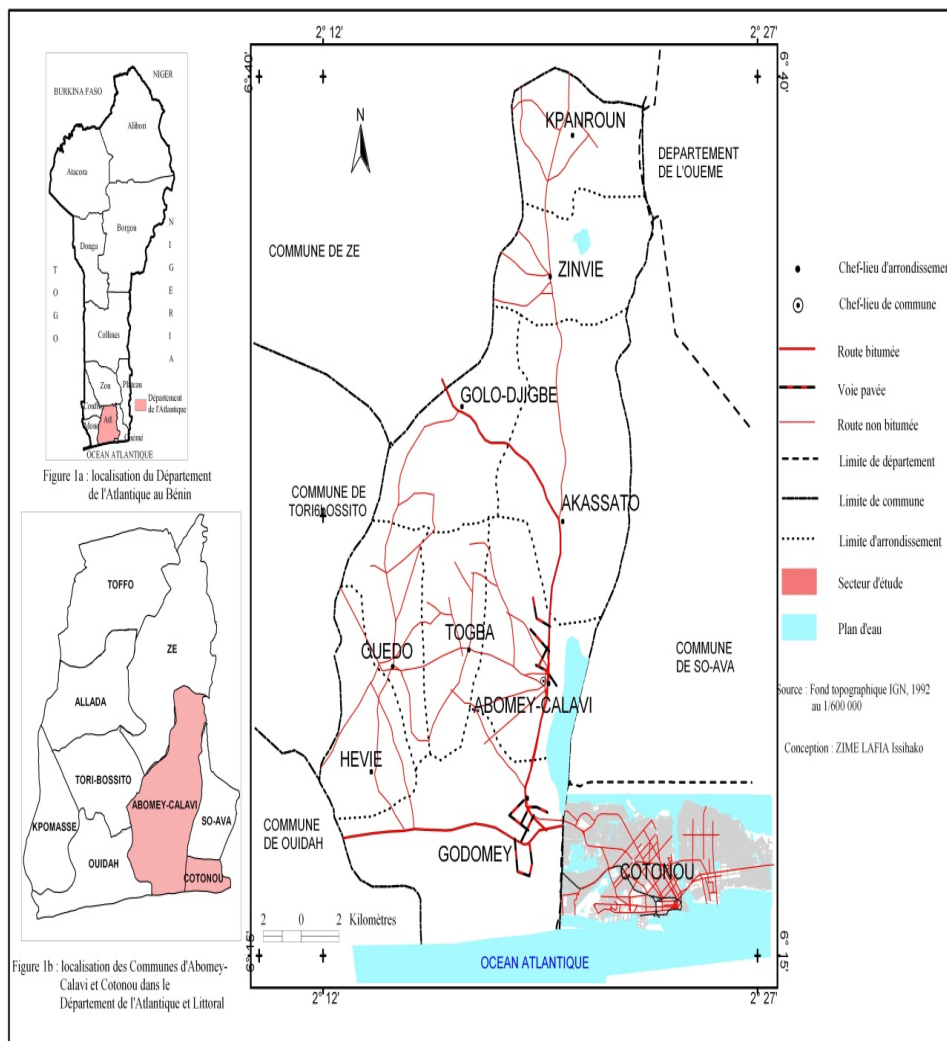 NIGER
BURKINA FASO
Alibori
Atacora
Borgou
Donga
T O G O
N I G E R I A
Collines
Zou
Plateau
Couffo
Atl
Mono
Ouémé
Département
de l'Atlantique
OCEAN ATLANTIQUE
Figure 1a : localisation du Département
de l'Atlantique au Bénin
TOFFO
ZE
ALLADA
TORI-BOSSITO
ABOMEY-CALAVI
KPOMASSE
SO-AVA
OUIDAH
COTONOU
Figure 1b : localisation des Communes d'Abomey-
Calavi et Cotonou dans le
Département de l'Atlantique et Littoral
2° 12'
2° 27'
6° 40'
6° 40'
N
KPANROUN
DEPARTEMENT
DE L'OUEME
COMMUNE DE ZE
ZINVIE
GOLO-DJIGBE
COMMUNE DE
TORI6LOSSITO
AKASSATO
TOGBA
GUEDO
COMMUNE
DE SO-AVA
ABOMEY-CALAVI
HEVIE
COMMUNE
DE OUIDAH
GODOMEY
COTONOU
2 0 2 Kilomètres
6° 15'
6° 15'
OCEAN ATLANTIQUE
2° 12'
2° 27'
Chef-lieu d'arrondissement
Chef-lieu de commune
Route bitumée
Voie pavée
Route non bitumée
Limite de département
Limite de commune
Limite d'arrondissement
Secteur d'étude
Plan d'eau
Source : Fond topographique IGN, 1992
au 1/600 000
Conception : ZIME LAFIA Issihako